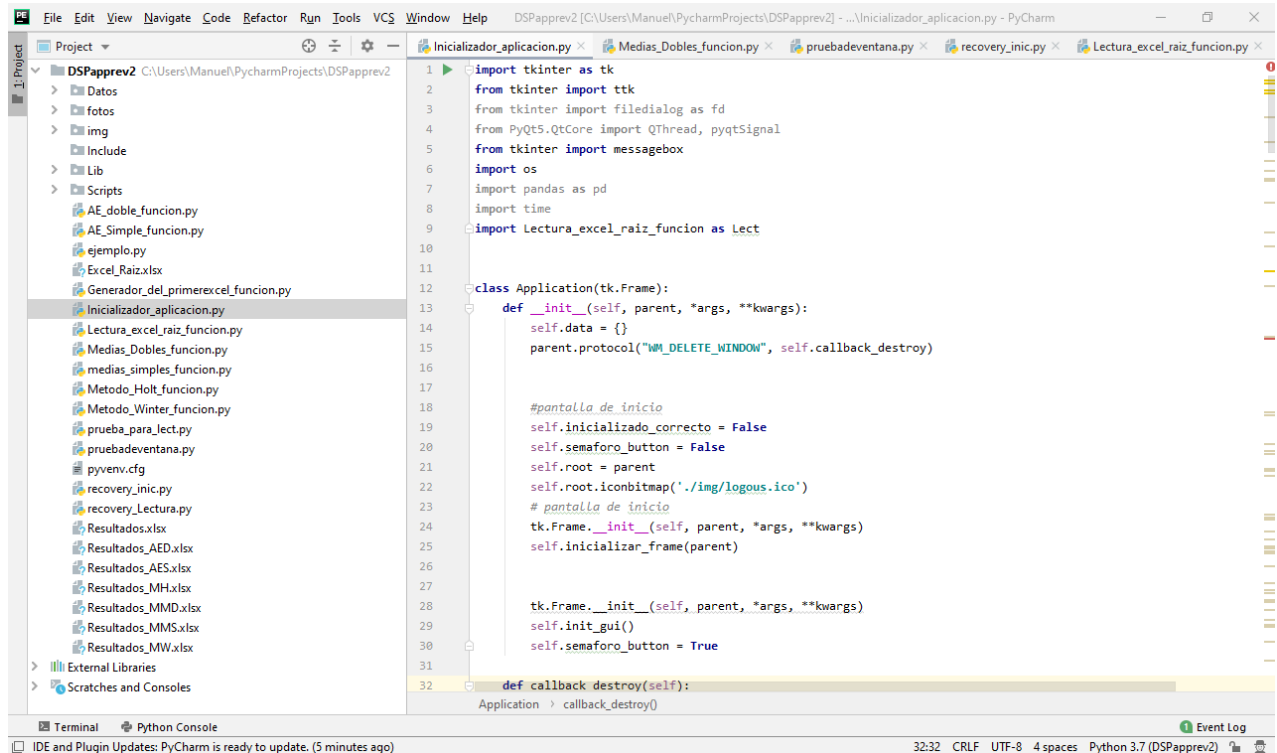 PE File Edit View Navigate Code Refactor Run Tools VCS Window Help DSPapprev2 [C:\Users\Manuel\PycharmProjects\DSPapprev2] - ...\Inicializador_aplicacion.py - PyCharm
1: Project
Project
Inicializador_aplicacion.py Medias_Dobles_funcion.py pruebadeventana.py recovery_inic.py Lectura_excel_raiz_funcion.py
DSPapprev2 C:\Users\Manuel\PycharmProjects\DSPapprev2
Datos
fotos
img
Include
Lib
Scripts
AE_doble_funcion.py
AE_Simple_funcion.py
ejemplo.py
Excel_Raiz.xlsx
Generador_del_primerexcel_funcion.py
Inicializador_aplicacion.py
Lectura_excel_raiz_funcion.py
Medias_Dobles_funcion.py
medias_simples_funcion.py
Metodo_Holt_funcion.py
Metodo_Winter_funcion.py
prueba_para_lect.py
pruebadeventana.py
pyvenv.cfg
recovery_inic.py
recovery_Lectura.py
Resultados.xlsx
Resultados_AED.xlsx
Resultados_AES.xlsx
Resultados_MH.xlsx
Resultados_MMD.xlsx
Resultados_MMS.xlsx
Resultados_MW.xlsx
External Libraries
Scratches and Consoles
1 import tkinter as tk
2 from tkinter import ttk
3 from tkinter import filedialog as fd
4 from PyQt5.QtCore import QThread, pyqtSignal
5 from tkinter import messagebox
6 import os
7 import pandas as pd
8 import time
9 import Lectura_excel_raiz_funcion as Lect
10
11
12 class Application(tk.Frame):
13 def __init__(self, parent, *args, **kwargs):
14 self.data = {}
15 parent.protocol("WM_DELETE_WINDOW", self.callback_destroy)
16
17
18 #pantalla de inicio
19 self.inicializado_correcto = False
20 self.semaforo_button = False
21 self.root = parent
22 self.root.iconbitmap('./img/logous.ico')
23 # pantalla de inicio
24 tk.Frame.__init__(self, parent, *args, **kwargs)
25 self.inicializar_frame(parent)
26
27
28 tk.Frame.__init__(self, parent, *args, **kwargs)
29 self.init_gui()
30 self.semaforo_button = True
31
32 def callback_destroy(self):
Application > callback_destroy()
Terminal Python Console 1 Event Log
IDE and Plugin Updates: PyCharm is ready to update. (5 minutes ago) 32:32 CRLF UTF-8 4 spaces Python 3.7 (DSPapprev2)